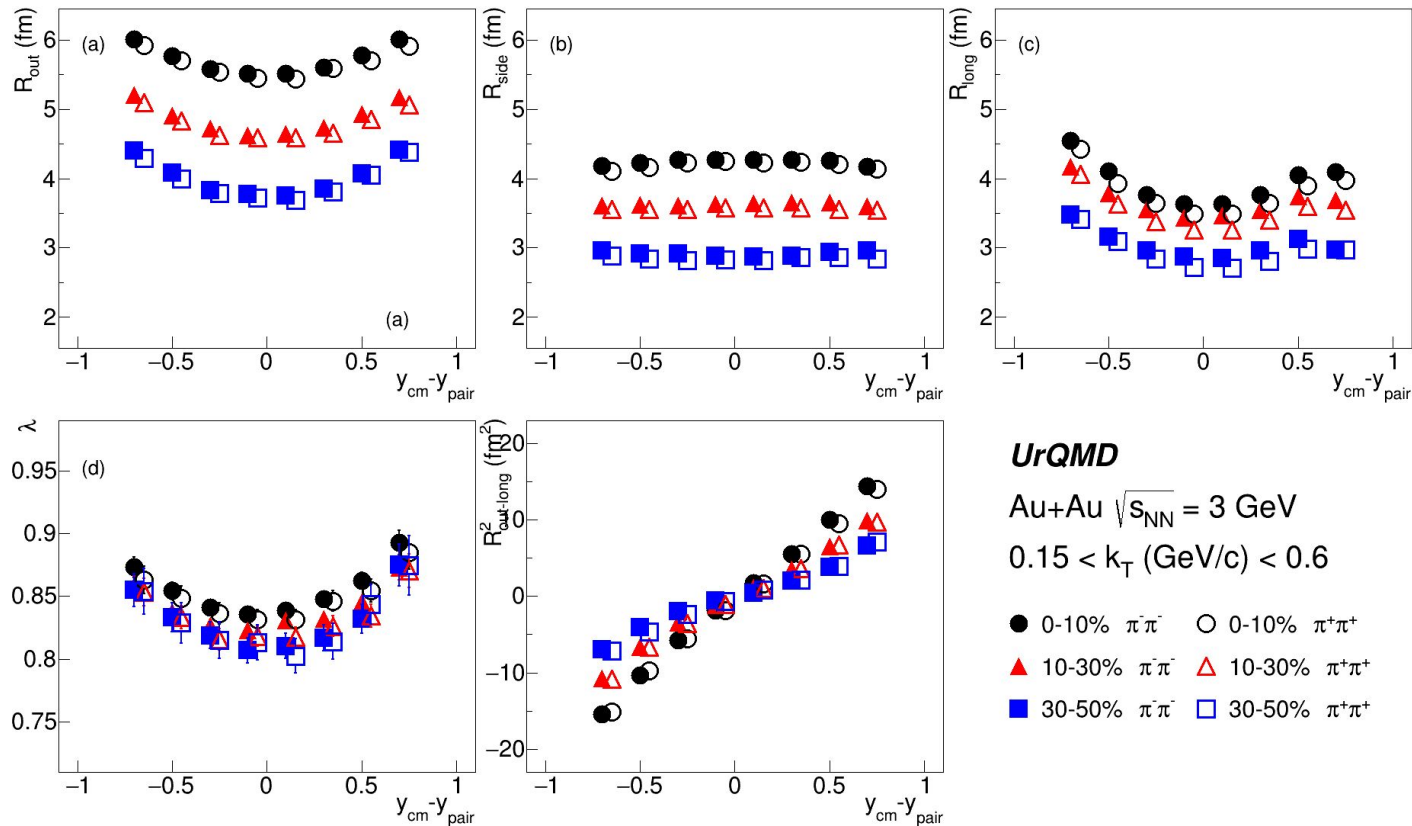 R_out (fm)
(a)
6
5
4
3
2
(a)
−1 −0.5 0 0.5 1
y_cm-y_pair
R_side (fm)
(b)
6
5
4
3
2
−1 −0.5 0 0.5 1
y_cm-y_pair
R_long (fm)
(c)
6
5
4
3
2
−1 −0.5 0 0.5 1
y_cm-y_pair
λ
(d)
0.95
0.9
0.85
0.8
0.75
−1 −0.5 0 0.5 1
y_cm-y_pair
R²_out-long (fm²)
20
10
0
−10
−20
−1 −0.5 0 0.5 1
y_cm-y_pair
UrQMD
Au+Au √s_NN = 3 GeV
0.15 < k_T (GeV/c) < 0.6
0-10% π⁻π⁻ 0-10% π⁺π⁺
10-30% π⁻π⁻ 10-30% π⁺π⁺
30-50% π⁻π⁻ 30-50% π⁺π⁺